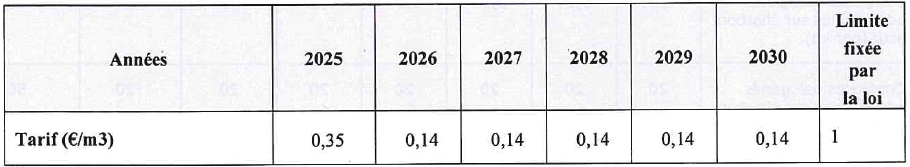 Années 2025 2026 2027 2028 2029 2030 Limite fixée par la loi
Tarif (€/m3) 0,35 0,14 0,14 0,14 0,14 0,14 1